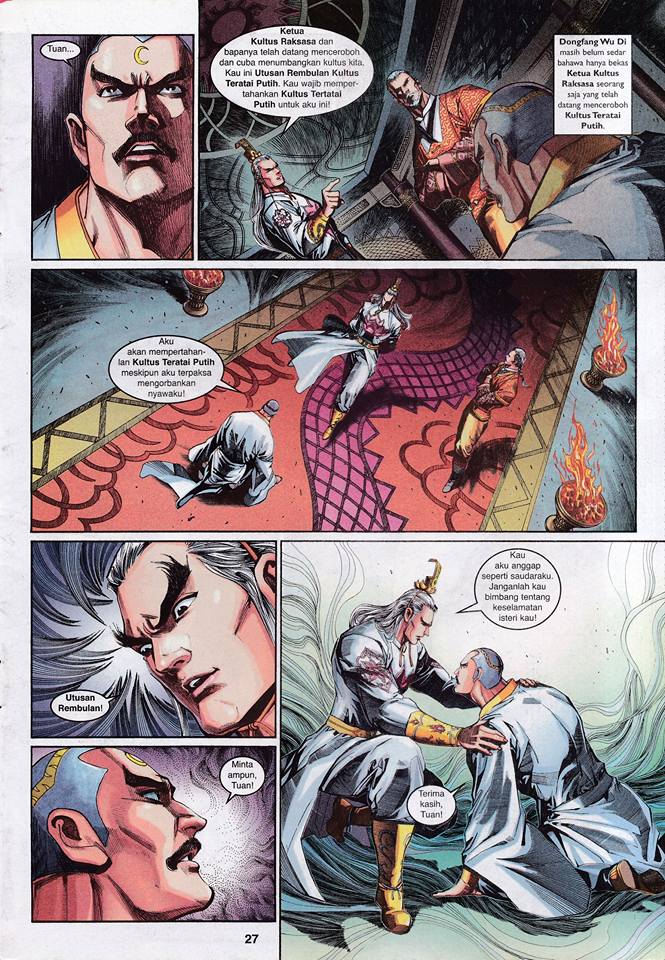 Tuan...
Ketua
Kultus Raksasa dan
bapanya telah datang menceroboh
dan cuba menumbangkan kultus kita.
Kau ini Utusan Rembulan Kultus
Teratai Putih. Kau wajib memper-
tahankan Kultus Tertatai
Putih untuk aku ini!
Dongfang Wu Di
masih belum sedar
bahawa hanya bekas
Ketua Kultus
Raksasa seorang
saja yang telah
datang menceroboh
Kultus Teratai
Putih.
Aku
akan mempertahan-
lan Kultus Teratai Putih
meskipun aku terpaksa
mengorbankan
nyawaku!
Utusan
Rembulan!
Minta
ampun,
Tuan!
Kau
aku anggap
seperti saudaraku.
Janganlah kau
bimbang tentang
keselamatan
isteri kau!
Terima
kasih,
Tuan!
27